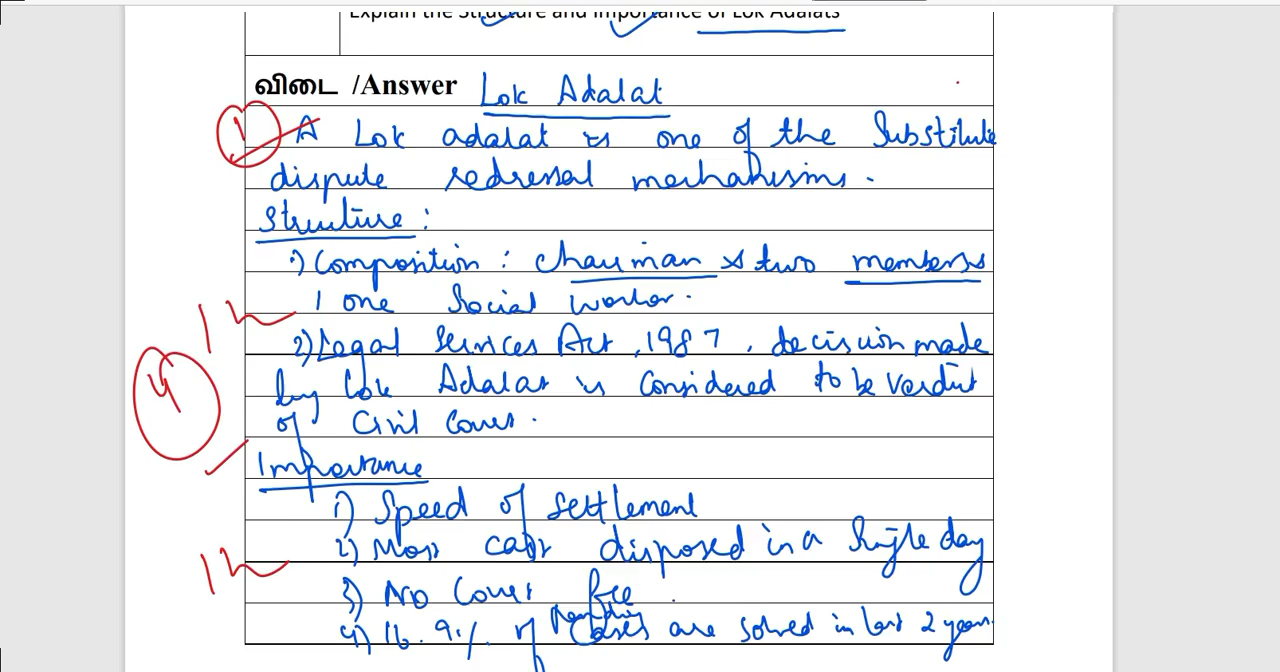 Explain the Structure and Importance of Lok Adalats
விடை /Answer Lok Adalat
1 A Lok adalat is one of the Substitute
dispute redressal mechanisms.
Structure :
1) Composition : Chairman & two members
1 one Social worker.
1½
2) Legal Services Act, 1987, decision made
by Lok Adalat is considered to be verdict
4
of Civil Court.
Importance
1) Speed of settlement
2) Most cases disposed in a Single day
1½
3) No Court fee
4) 16.9% of Pending Cases are solved in last 2 years.